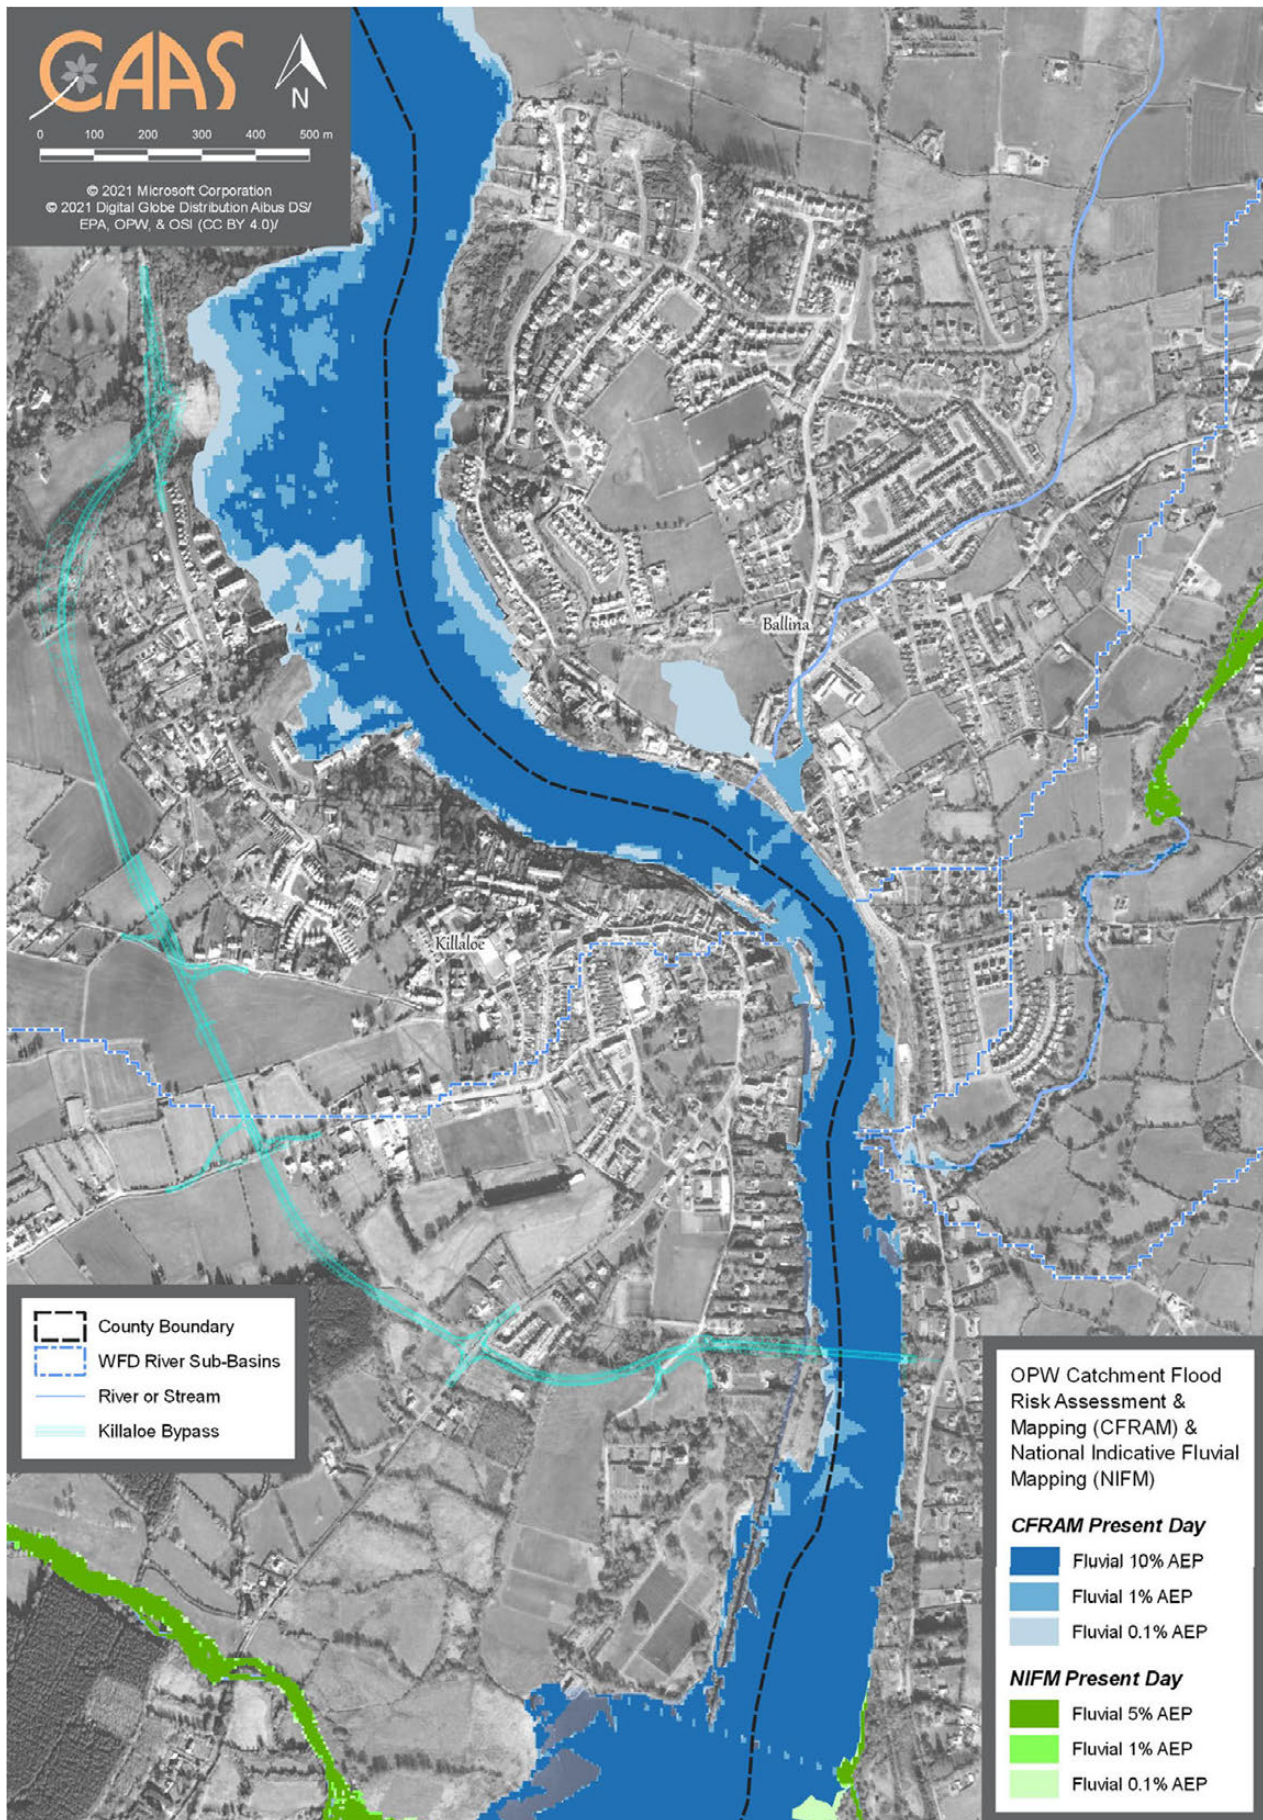 CAAS
N
0 100 200 300 400 500 m
© 2021 Microsoft Corporation
© 2021 Digital Globe Distribution Aibus DS/
EPA, OPW, & OSI (CC BY 4.0)/
Ballina
Killaloe
County Boundary
WFD River Sub-Basins
River or Stream
Killaloe Bypass
OPW Catchment Flood
Risk Assessment &
Mapping (CFRAM) &
National Indicative Fluvial
Mapping (NIFM)
CFRAM Present Day
Fluvial 10% AEP
Fluvial 1% AEP
Fluvial 0.1% AEP
NIFM Present Day
Fluvial 5% AEP
Fluvial 1% AEP
Fluvial 0.1% AEP